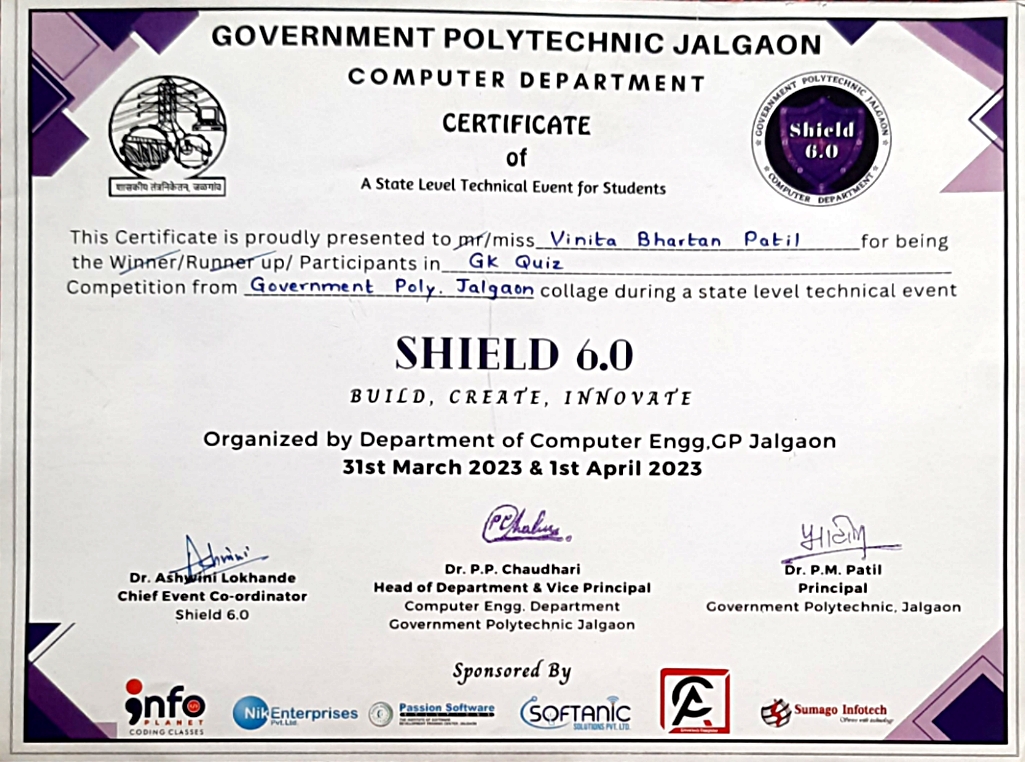 GOVERNMENT POLYTECHNIC JALGAON
COMPUTER DEPARTMENT
CERTIFICATE
of
A State Level Technical Event for Students
शासकीय तंत्रनिकेतन, जळगांव
GOVERNMENT POLYTECHNIC JALGAON
Shield
6.0
COMPUTER DEPARTMENT
This Certificate is proudly presented to mr/miss Vinita Bhartan Patil for being
the Winner/Runner up/ Participants in GK Quiz
Competition from Government Poly. Jalgaon collage during a state level technical event
SHIELD 6.0
BUILD, CREATE, INNOVATE
Organized by Department of Computer Engg,GP Jalgaon
31st March 2023 & 1st April 2023
Ashwini
Dr. Ashwini Lokhande
Chief Event Co-ordinator
Shield 6.0
Dr. P.P. Chaudhari
Head of Department & Vice Principal
Computer Engg. Department
Government Polytechnic Jalgaon
Dr. P.M. Patil
Principal
Government Polytechnic, Jalgaon
Sponsored By
info
PLANET
CODING CLASSES
Nik Enterprises
Pvt.Ltd.
Passion Software
SOFTANIC
SOLUTIONS PVT. LTD.
Sumago Infotech